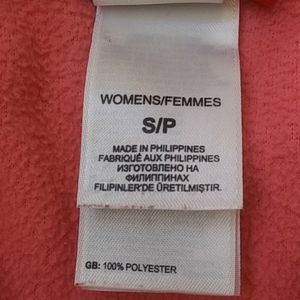 WOMENS/FEMMES
S/P
MADE IN PHILIPPINES
FABRIQUÉ AUX PHILIPPINES
ИЗГОТОВЛЕНО НА
ФИЛИППИНАХ
FILIPINLER'DE ÜRETILMIŞTIR.
GB: 100% POLYESTER